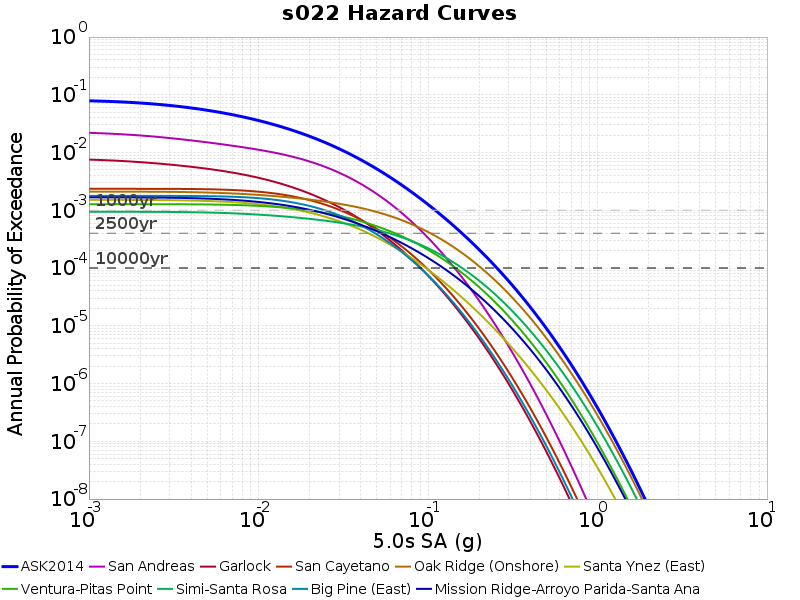 s022 Hazard Curves
Annual Probability of Exceedance
10^0
10^-1
10^-2
10^-3
10^-4
10^-5
10^-6
10^-7
10^-8
1000yr
2500yr
10000yr
10^-3 10^-2 10^-1 10^0 10^1
5.0s SA (g)
ASK2014 San Andreas Garlock San Cayetano Oak Ridge (Onshore) Santa Ynez (East)
Ventura-Pitas Point Simi-Santa Rosa Big Pine (East) Mission Ridge-Arroyo Parida-Santa Ana